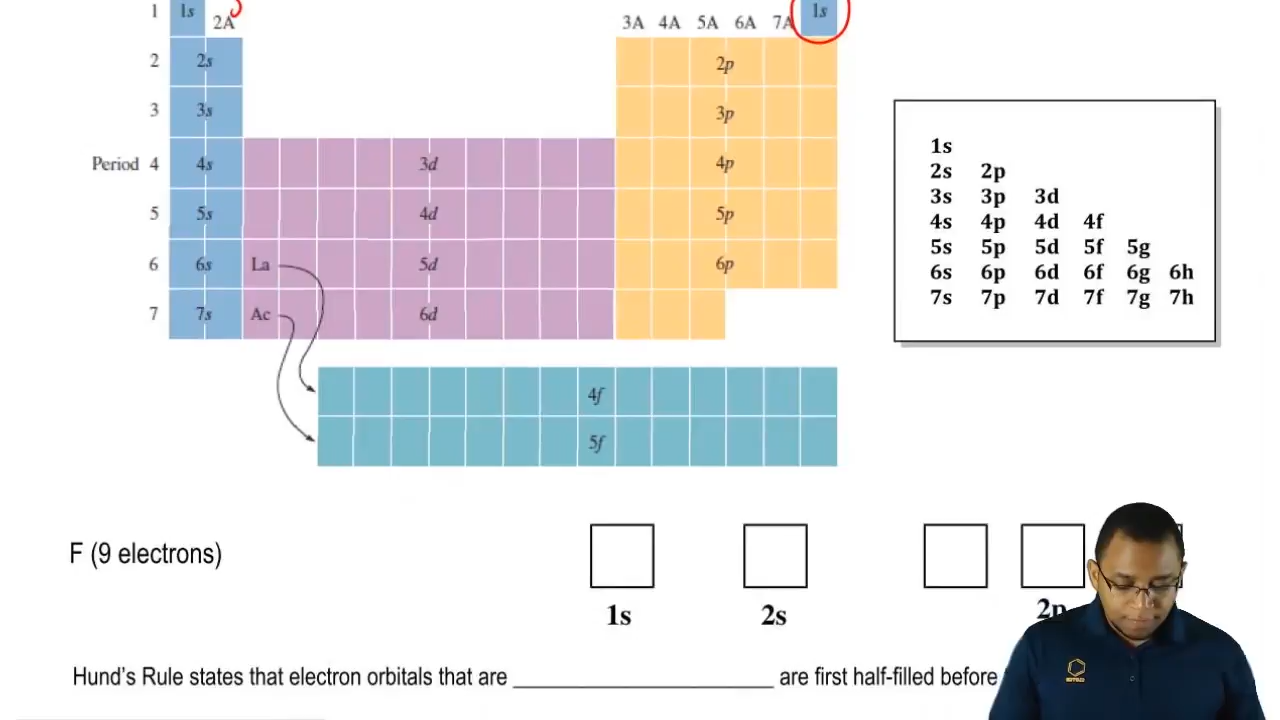 1 1s 2A 3A 4A 5A 6A 7A 1s
2 2s 2p
3 3s 3p
Period 4 4s 3d 4p
5 5s 4d 5p
6 6s La 5d 6p
7 7s Ac 6d
4f
5f
1s
2s 2p
3s 3p 3d
4s 4p 4d 4f
5s 5p 5d 5f 5g
6s 6p 6d 6f 6g 6h
7s 7p 7d 7f 7g 7h
F (9 electrons)
1s 2s 2p
Hund's Rule states that electron orbitals that are ______________________ are first half-filled before